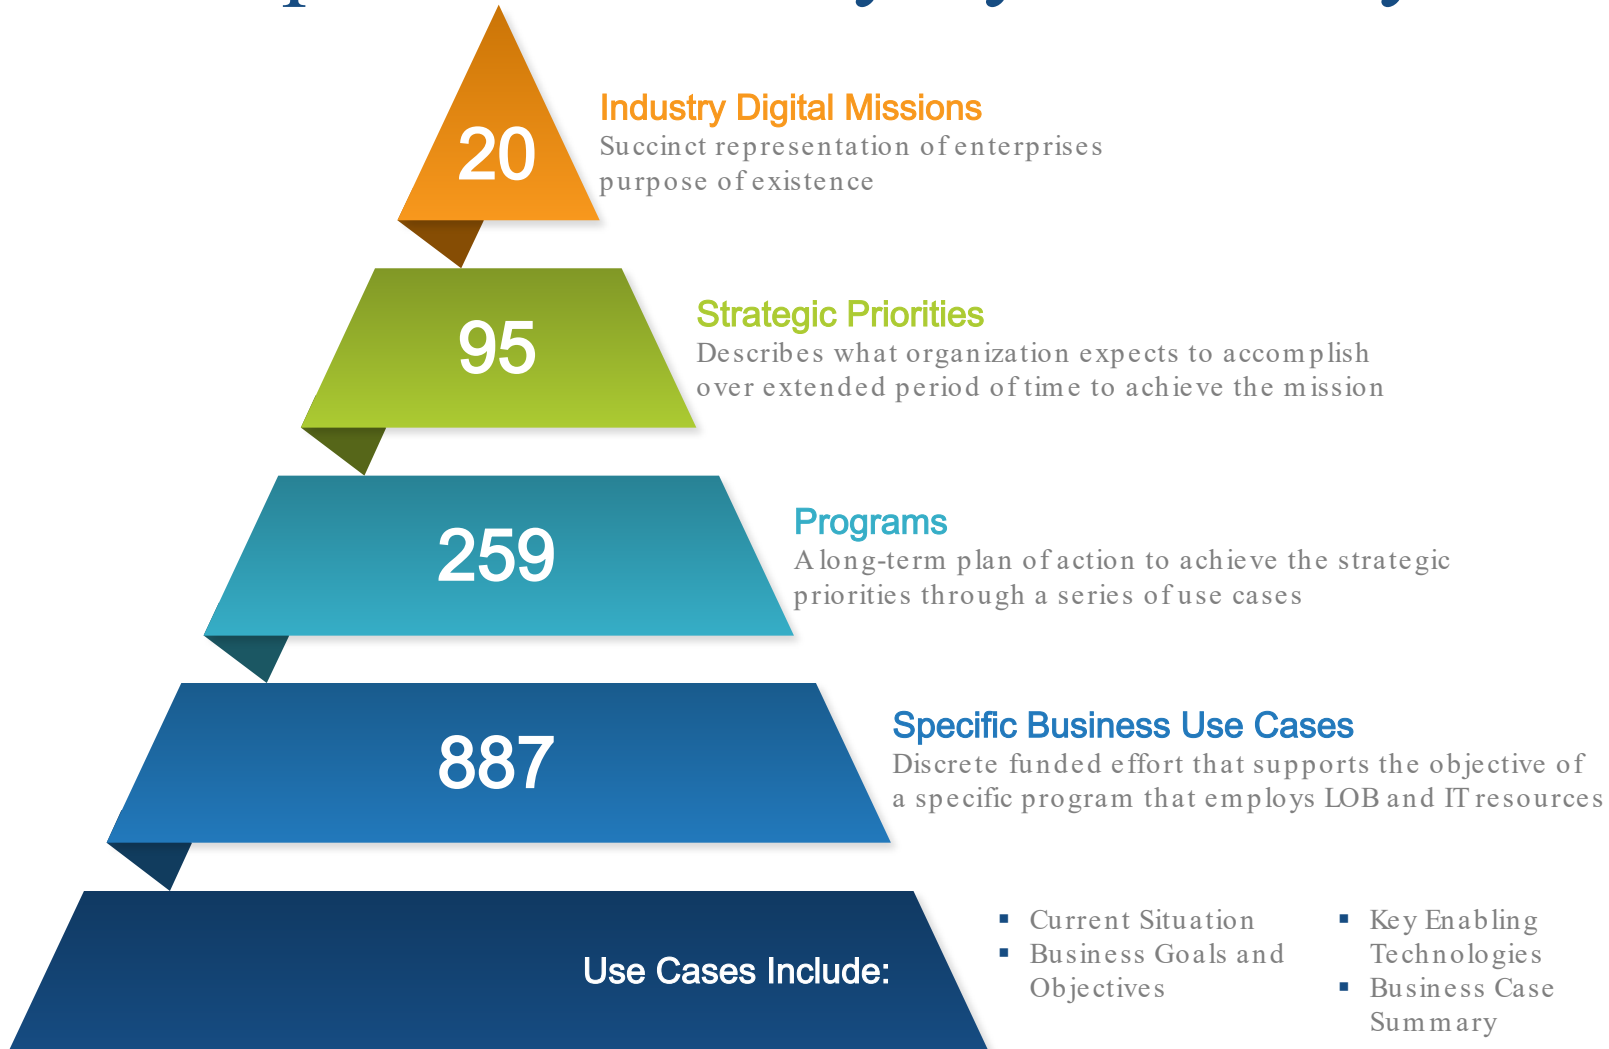 20
Industry Digital Missions
Succinct representation of enterprises
purpose of existence
95
Strategic Priorities
Describes what organization expects to accomplish
over extended period of time to achieve the mission
259
Programs
A long-term plan of action to achieve the strategic
priorities through a series of use cases
887
Specific Business Use Cases
Discrete funded effort that supports the objective of
a specific program that employs LOB and IT resources
Use Cases Include:
▪ Current Situation
▪ Business Goals and
Objectives
▪ Key Enabling
Technologies
▪ Business Case
Summary